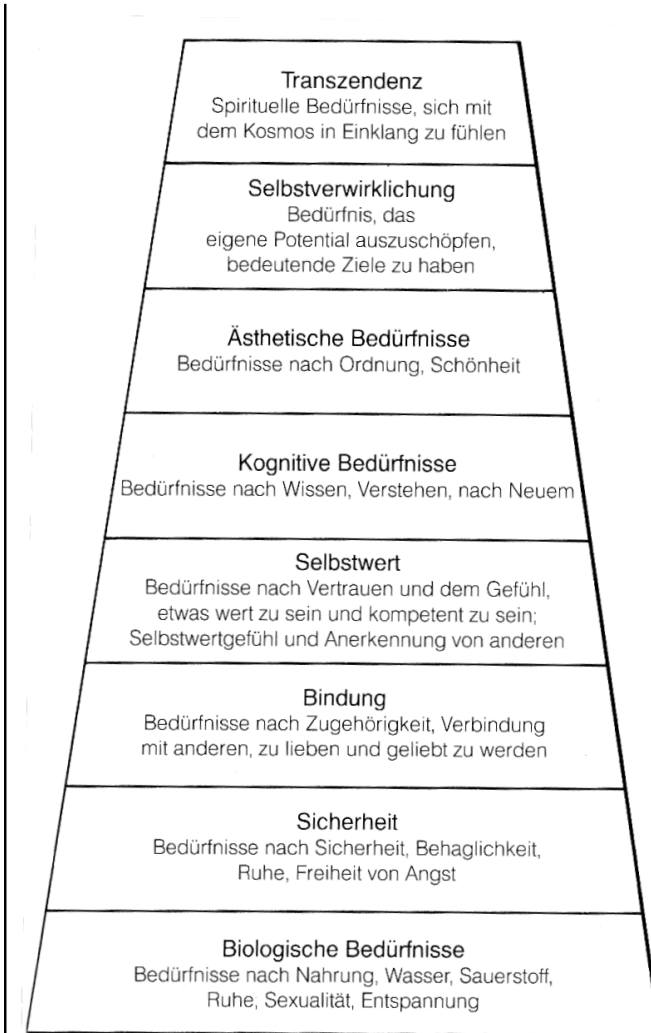 Transzendenz
Spirituelle Bedürfnisse, sich mit
dem Kosmos in Einklang zu fühlen
Selbstverwirklichung
Bedürfnis, das
eigene Potential auszuschöpfen,
bedeutende Ziele zu haben
Ästhetische Bedürfnisse
Bedürfnisse nach Ordnung, Schönheit
Kognitive Bedürfnisse
Bedürfnisse nach Wissen, Verstehen, nach Neuem
Selbstwert
Bedürfnisse nach Vertrauen und dem Gefühl,
etwas wert zu sein und kompetent zu sein;
Selbstwertgefühl und Anerkennung von anderen
Bindung
Bedürfnisse nach Zugehörigkeit, Verbindung
mit anderen, zu lieben und geliebt zu werden
Sicherheit
Bedürfnisse nach Sicherheit, Behaglichkeit,
Ruhe, Freiheit von Angst
Biologische Bedürfnisse
Bedürfnisse nach Nahrung, Wasser, Sauerstoff,
Ruhe, Sexualität, Entspannung